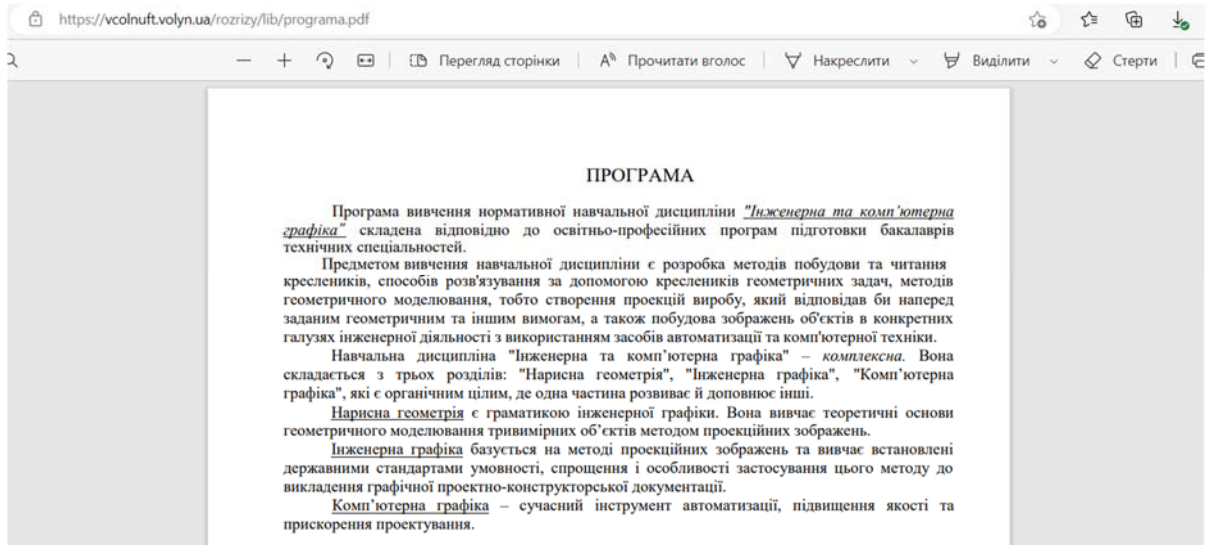 https://vcolnuft.volyn.ua/rozrizy/lib/programa.pdf
Перегляд сторінки | Прочитати вголос | Накреслити | Виділити | Стерти
ПРОГРАМА
Програма вивчення нормативної навчальної дисципліни "Інженерна та комп’ютерна
графіка" складена відповідно до освітньо-професійних програм підготовки бакалаврів
технічних спеціальностей.
Предметом вивчення навчальної дисципліни є розробка методів побудови та читання
креслеників, способів розв'язування за допомогою креслеників геометричних задач, методів
геометричного моделювання, тобто створення проекцій виробу, який відповідав би наперед
заданим геометричним та іншим вимогам, а також побудова зображень об'єктів в конкретних
галузях інженерної діяльності з використанням засобів автоматизації та комп'ютерної техніки.
Навчальна дисципліна "Інженерна та комп’ютерна графіка" – комплексна. Вона
складається з трьох розділів: "Нарисна геометрія", "Інженерна графіка", "Комп’ютерна
графіка", які є органічним цілим, де одна частина розвиває й доповнює інші.
Нарисна геометрія є граматикою інженерної графіки. Вона вивчає теоретичні основи
геометричного моделювання тривимірних об’єктів методом проекційних зображень.
Інженерна графіка базується на методі проекційних зображень та вивчає встановлені
державними стандартами умовності, спрощення і особливості застосування цього методу до
викладення графічної проектно-конструкторської документації.
Комп’ютерна графіка – сучасний інструмент автоматизації, підвищення якості та
прискорення проектування.